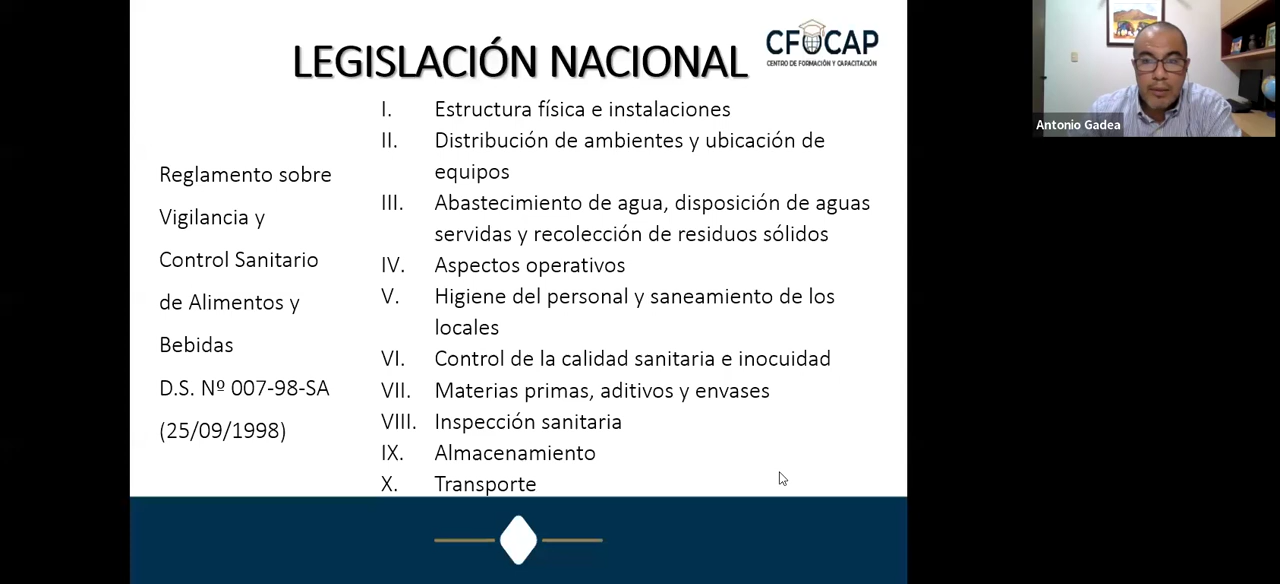 LEGISLACIÓN NACIONAL
CFOCAP
CENTRO DE FORMACIÓN Y CAPACITACIÓN
Reglamento sobre
Vigilancia y
Control Sanitario
de Alimentos y
Bebidas
D.S. Nº 007-98-SA
(25/09/1998)
I. Estructura física e instalaciones
II. Distribución de ambientes y ubicación de
equipos
III. Abastecimiento de agua, disposición de aguas
servidas y recolección de residuos sólidos
IV. Aspectos operativos
V. Higiene del personal y saneamiento de los
locales
VI. Control de la calidad sanitaria e inocuidad
VII. Materias primas, aditivos y envases
VIII. Inspección sanitaria
IX. Almacenamiento
X. Transporte
Antonio Gadea